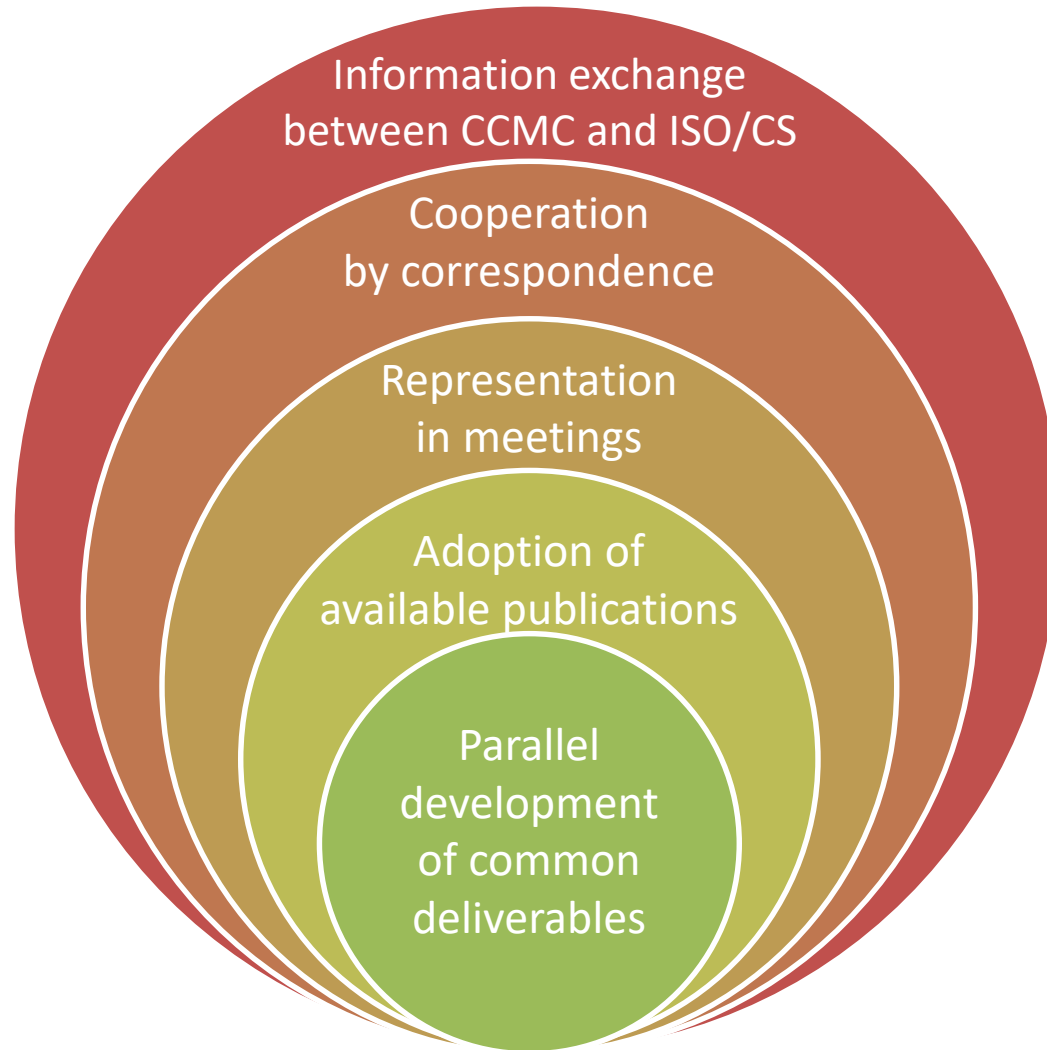 Information exchange
between CCMC and ISO/CS
Cooperation
by correspondence
Representation
in meetings
Adoption of
available publications
Parallel
development
of common
deliverables